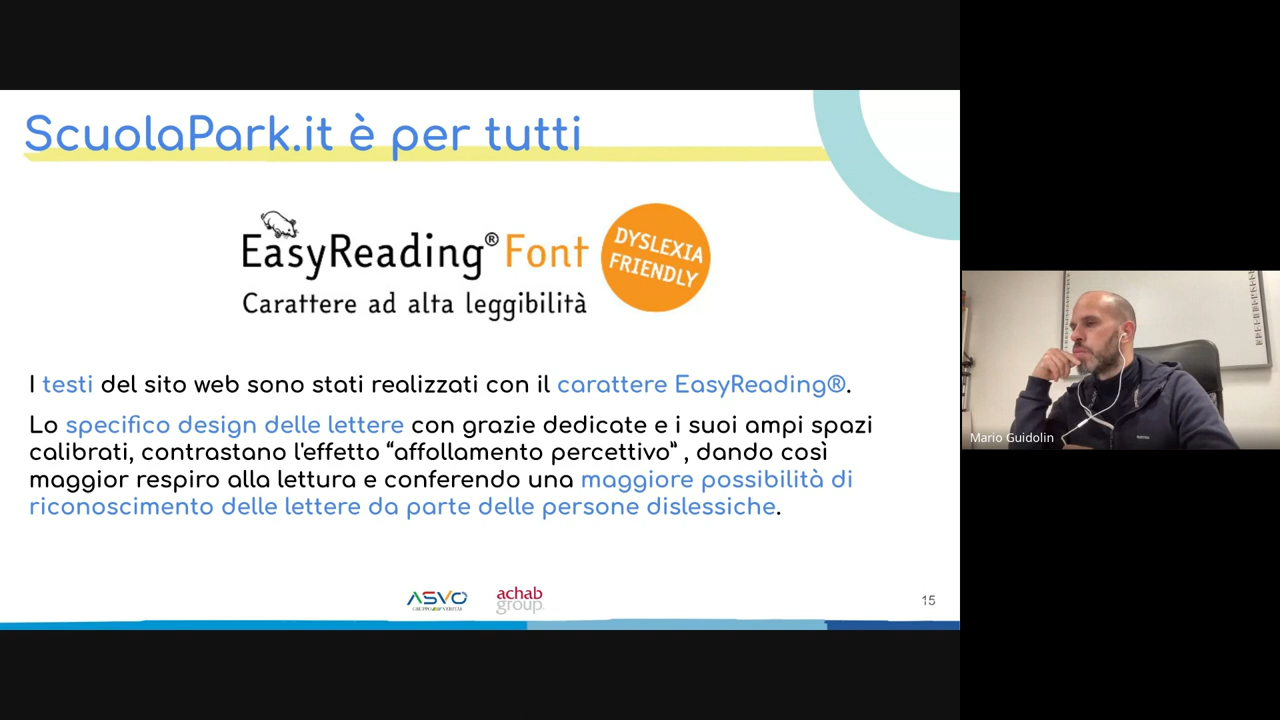 ScuolaPark.it è per tutti
EasyReading® Font
DYSLEXIA
FRIENDLY
Carattere ad alta leggibilità
I testi del sito web sono stati realizzati con il carattere EasyReading®.
Lo specifico design delle lettere con grazie dedicate e i suoi ampi spazi
calibrati, contrastano l'effetto “affollamento percettivo” , dando così
maggior respiro alla lettura e conferendo una maggiore possibilità di
riconoscimento delle lettere da parte delle persone dislessiche.
ASVO
GRUPPO VERITAS
achab
group
15
Mario Guidolin